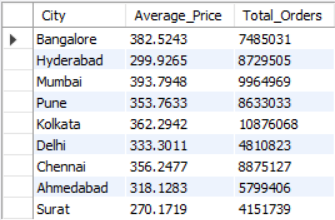 City Average_Price Total_Orders
Bangalore 382.5243 7485031
Hyderabad 299.9265 8729505
Mumbai 393.7948 9964969
Pune 353.7633 8633033
Kolkata 362.2942 10876068
Delhi 333.3011 4810823
Chennai 356.2477 8875127
Ahmedabad 318.1283 5799406
Surat 270.1719 4151739